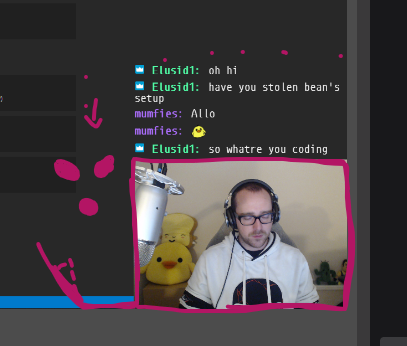 Elusid1: oh hi
Elusid1: have you stolen bean's
setup
mumfies: Allo
mumfies:
Elusid1: so whatre you coding